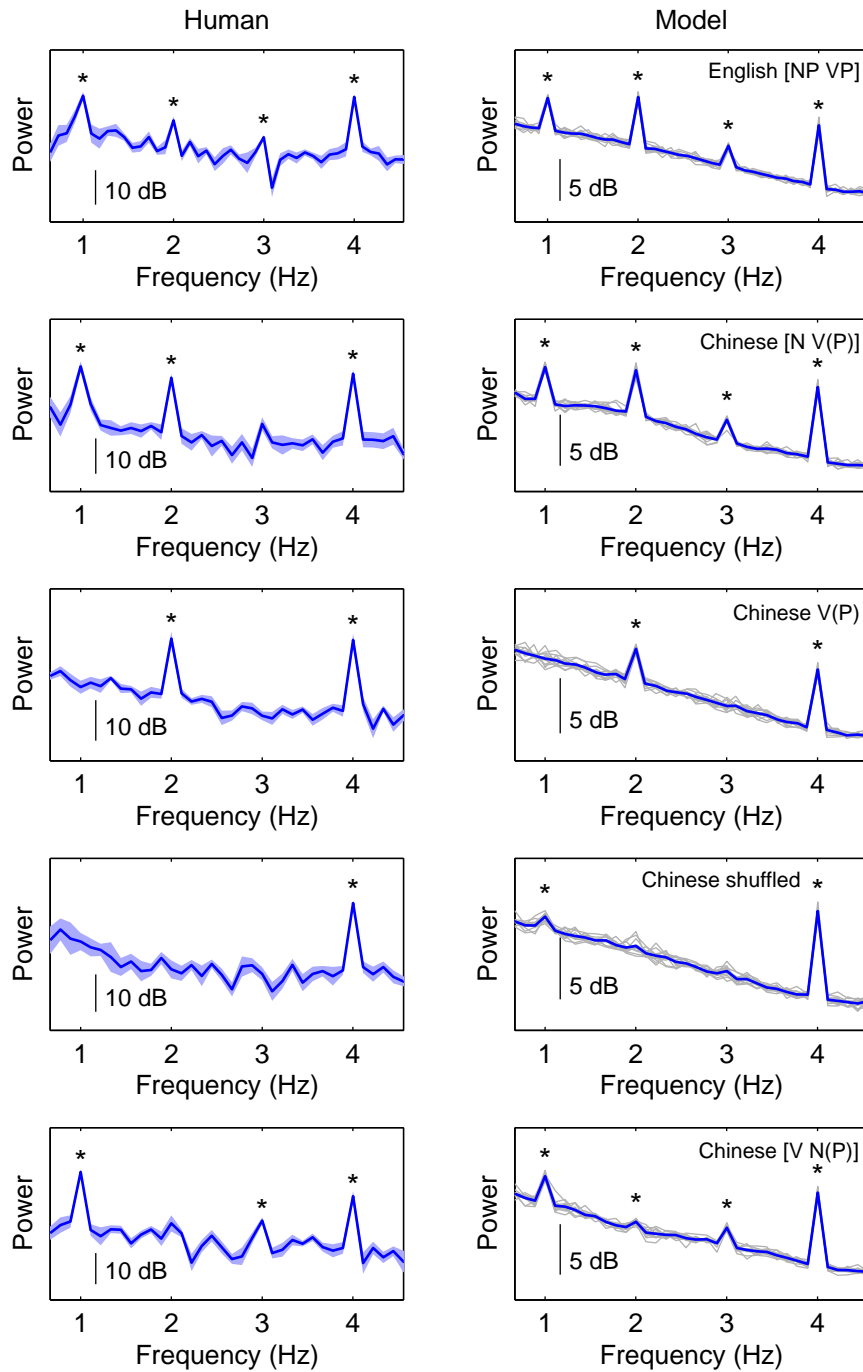 Human
Model
* * * *
Power
10 dB
1 2 3 4
Frequency (Hz)
English [NP VP]
* * * *
Power
5 dB
1 2 3 4
Frequency (Hz)
* * *
Power
10 dB
1 2 3 4
Frequency (Hz)
Chinese [N V(P)]
* * * *
Power
5 dB
1 2 3 4
Frequency (Hz)
* *
Power
10 dB
1 2 3 4
Frequency (Hz)
Chinese V(P)
* *
Power
5 dB
1 2 3 4
Frequency (Hz)
*
Power
10 dB
1 2 3 4
Frequency (Hz)
Chinese shuffled
* *
Power
5 dB
1 2 3 4
Frequency (Hz)
* * *
Power
10 dB
1 2 3 4
Frequency (Hz)
Chinese [V N(P)]
* * * *
Power
5 dB
1 2 3 4
Frequency (Hz)